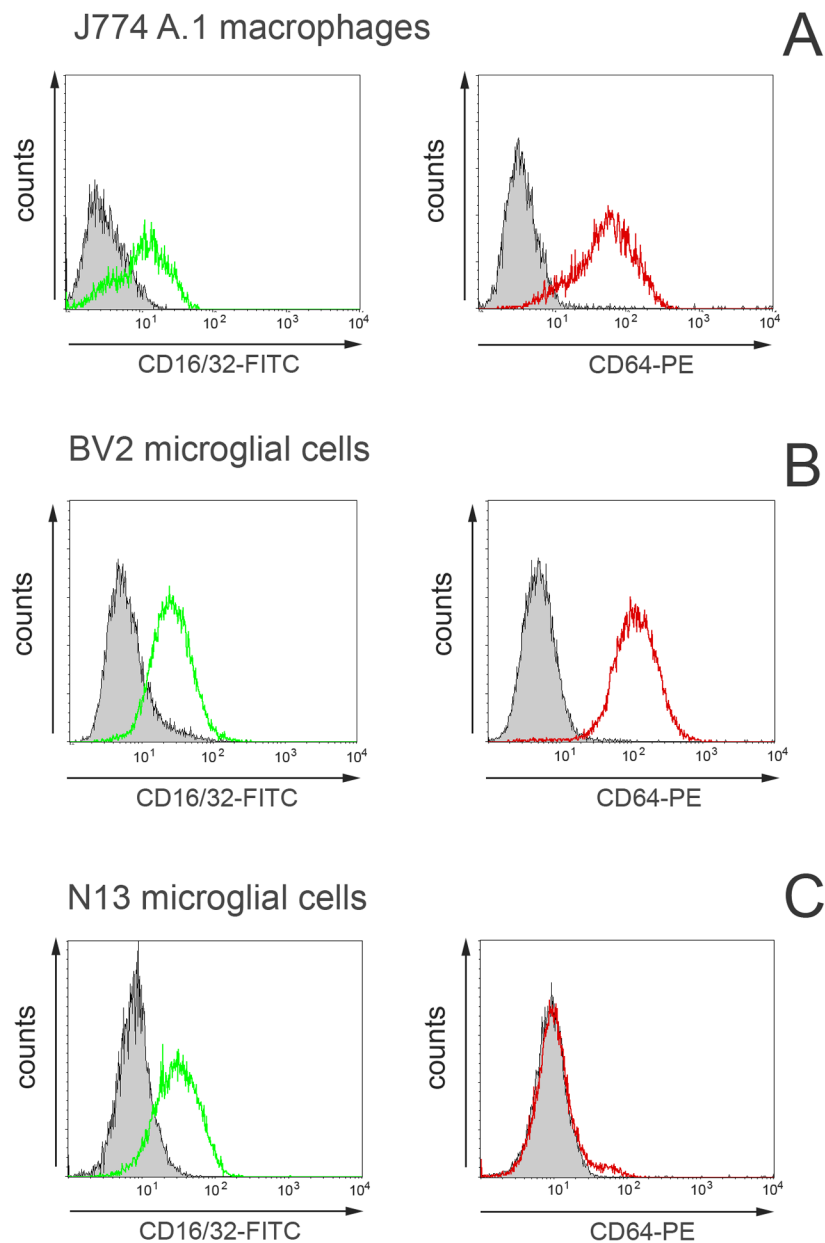 J774 A.1 macrophages
A
counts
10¹ 10² 10³ 10⁴
CD16/32-FITC
counts
10¹ 10² 10³ 10⁴
CD64-PE
BV2 microglial cells
B
counts
10¹ 10² 10³ 10⁴
CD16/32-FITC
counts
10¹ 10² 10³ 10⁴
CD64-PE
N13 microglial cells
C
counts
10¹ 10² 10³ 10⁴
CD16/32-FITC
counts
10¹ 10² 10³ 10⁴
CD64-PE